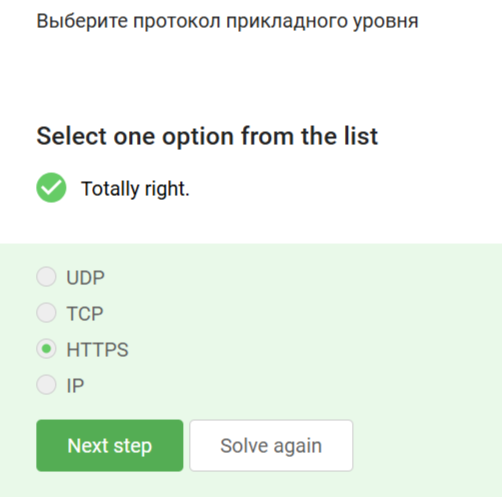 Выберите протокол прикладного уровня
Select one option from the list
Totally right.
UDP
TCP
HTTPS
IP
Next step
Solve again